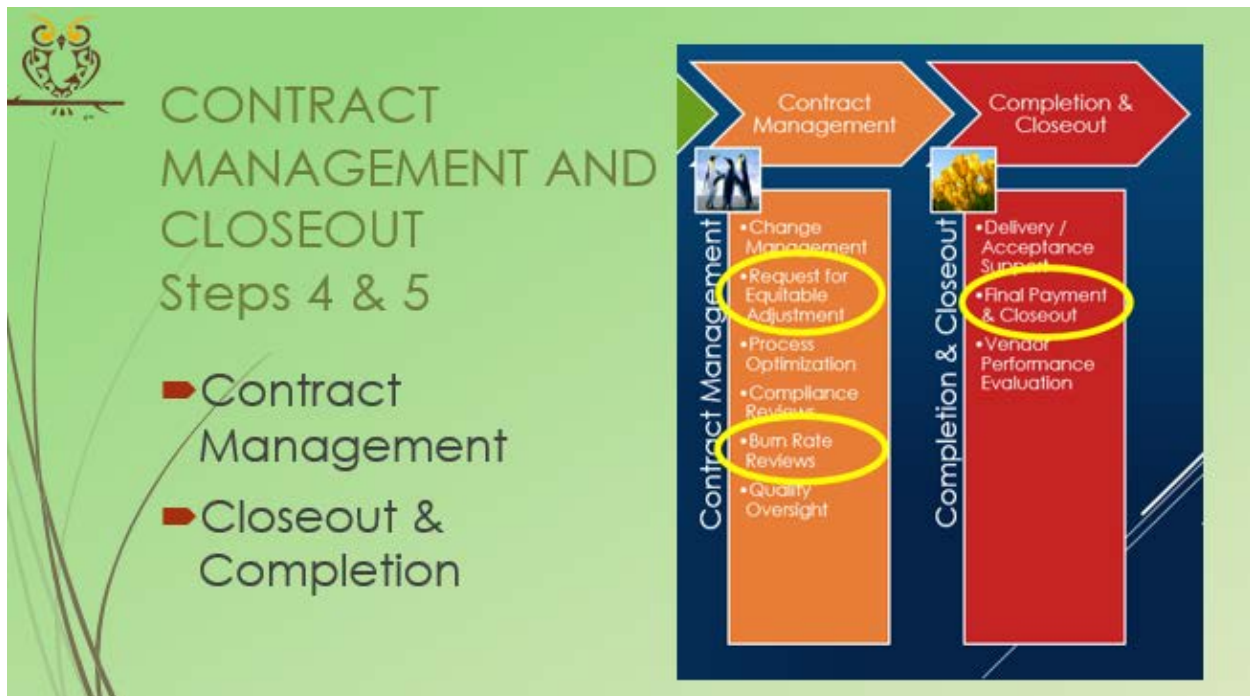 CONTRACT
MANAGEMENT AND
CLOSEOUT
Steps 4 & 5
Contract
Management
Closeout &
Completion
Contract
Management
Contract Management
•Change
Management
•Request for
Equitable
Adjustment
•Process
Optimization
•Compliance
Reviews
•Burn Rate
Reviews
•Quality
Oversight
Completion &
Closeout
Completion & Closeout
•Delivery /
Acceptance
Support
•Final Payment
& Closeout
•Vendor
Performance
Evaluation